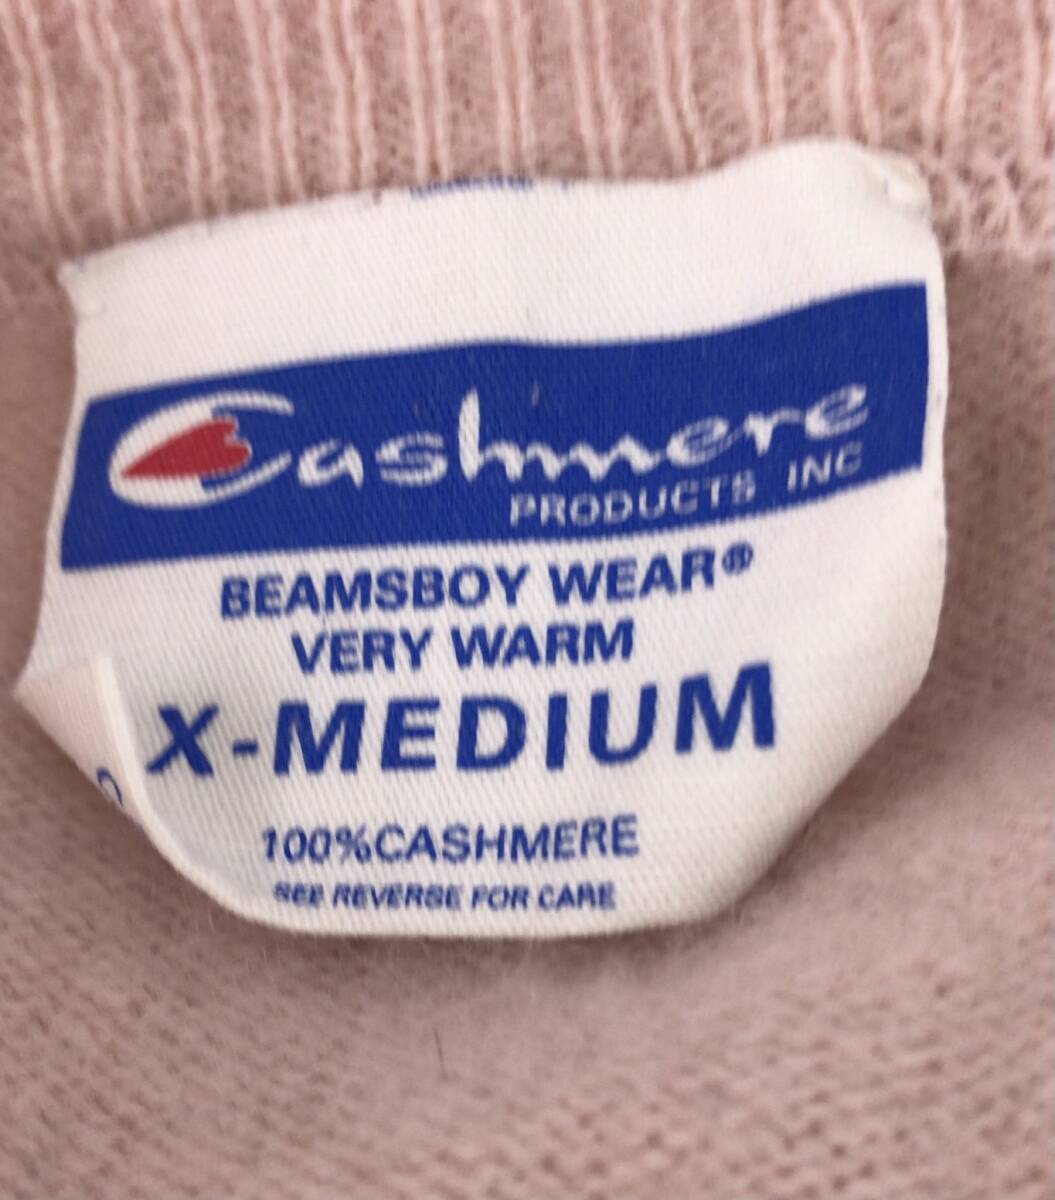 Cashmere
PRODUCTS INC
BEAMSBOY WEAR®
VERY WARM
X-MEDIUM
100%CASHMERE
SEE REVERSE FOR CARE